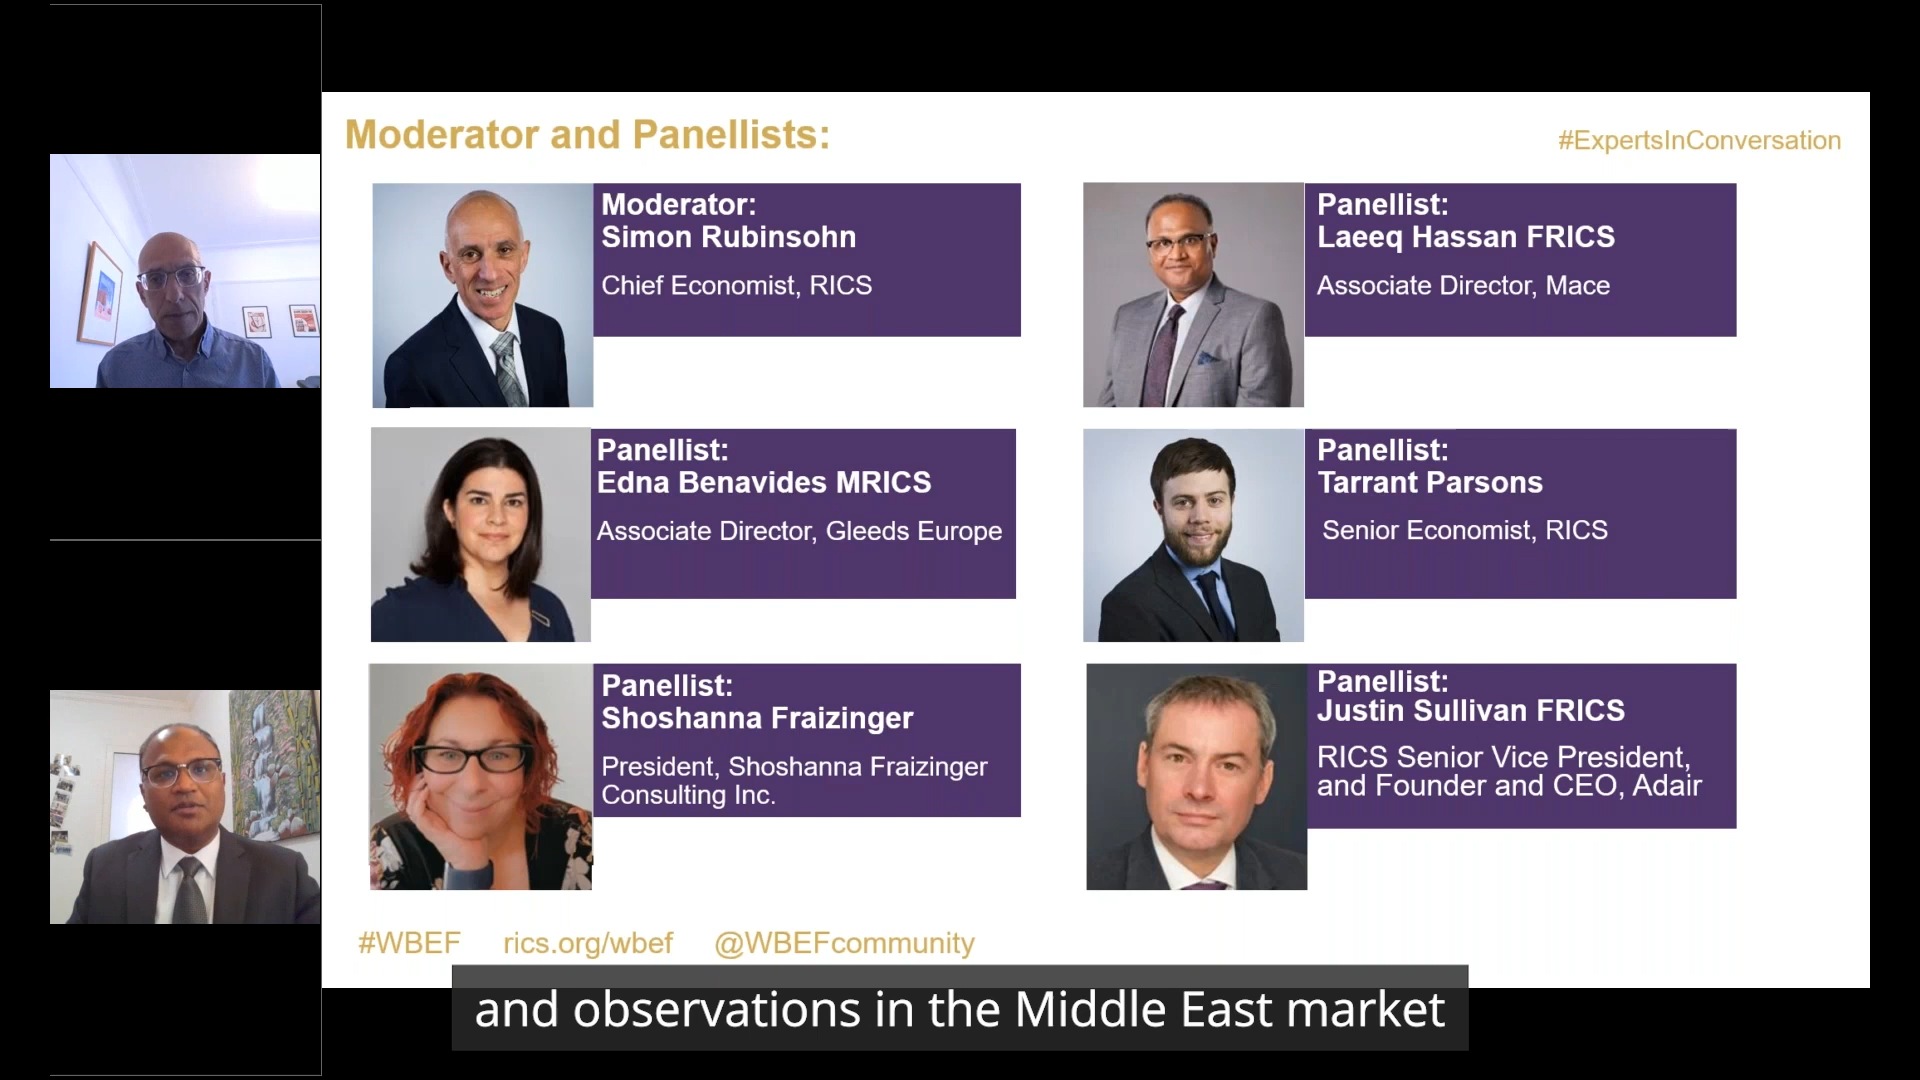 Moderator and Panellists:
#ExpertsInConversation
Moderator:
Simon Rubinsohn
Chief Economist, RICS
Panellist:
Laeeq Hassan FRICS
Associate Director, Mace
Panellist:
Edna Benavides MRICS
Associate Director, Gleeds Europe
Panellist:
Tarrant Parsons
Senior Economist, RICS
Panellist:
Shoshanna Fraizinger
President, Shoshanna Fraizinger
Consulting Inc.
Panellist:
Justin Sullivan FRICS
RICS Senior Vice President,
and Founder and CEO, Adair
#WBEF rics.org/wbef @WBEFcommunity
and observations in the Middle East market